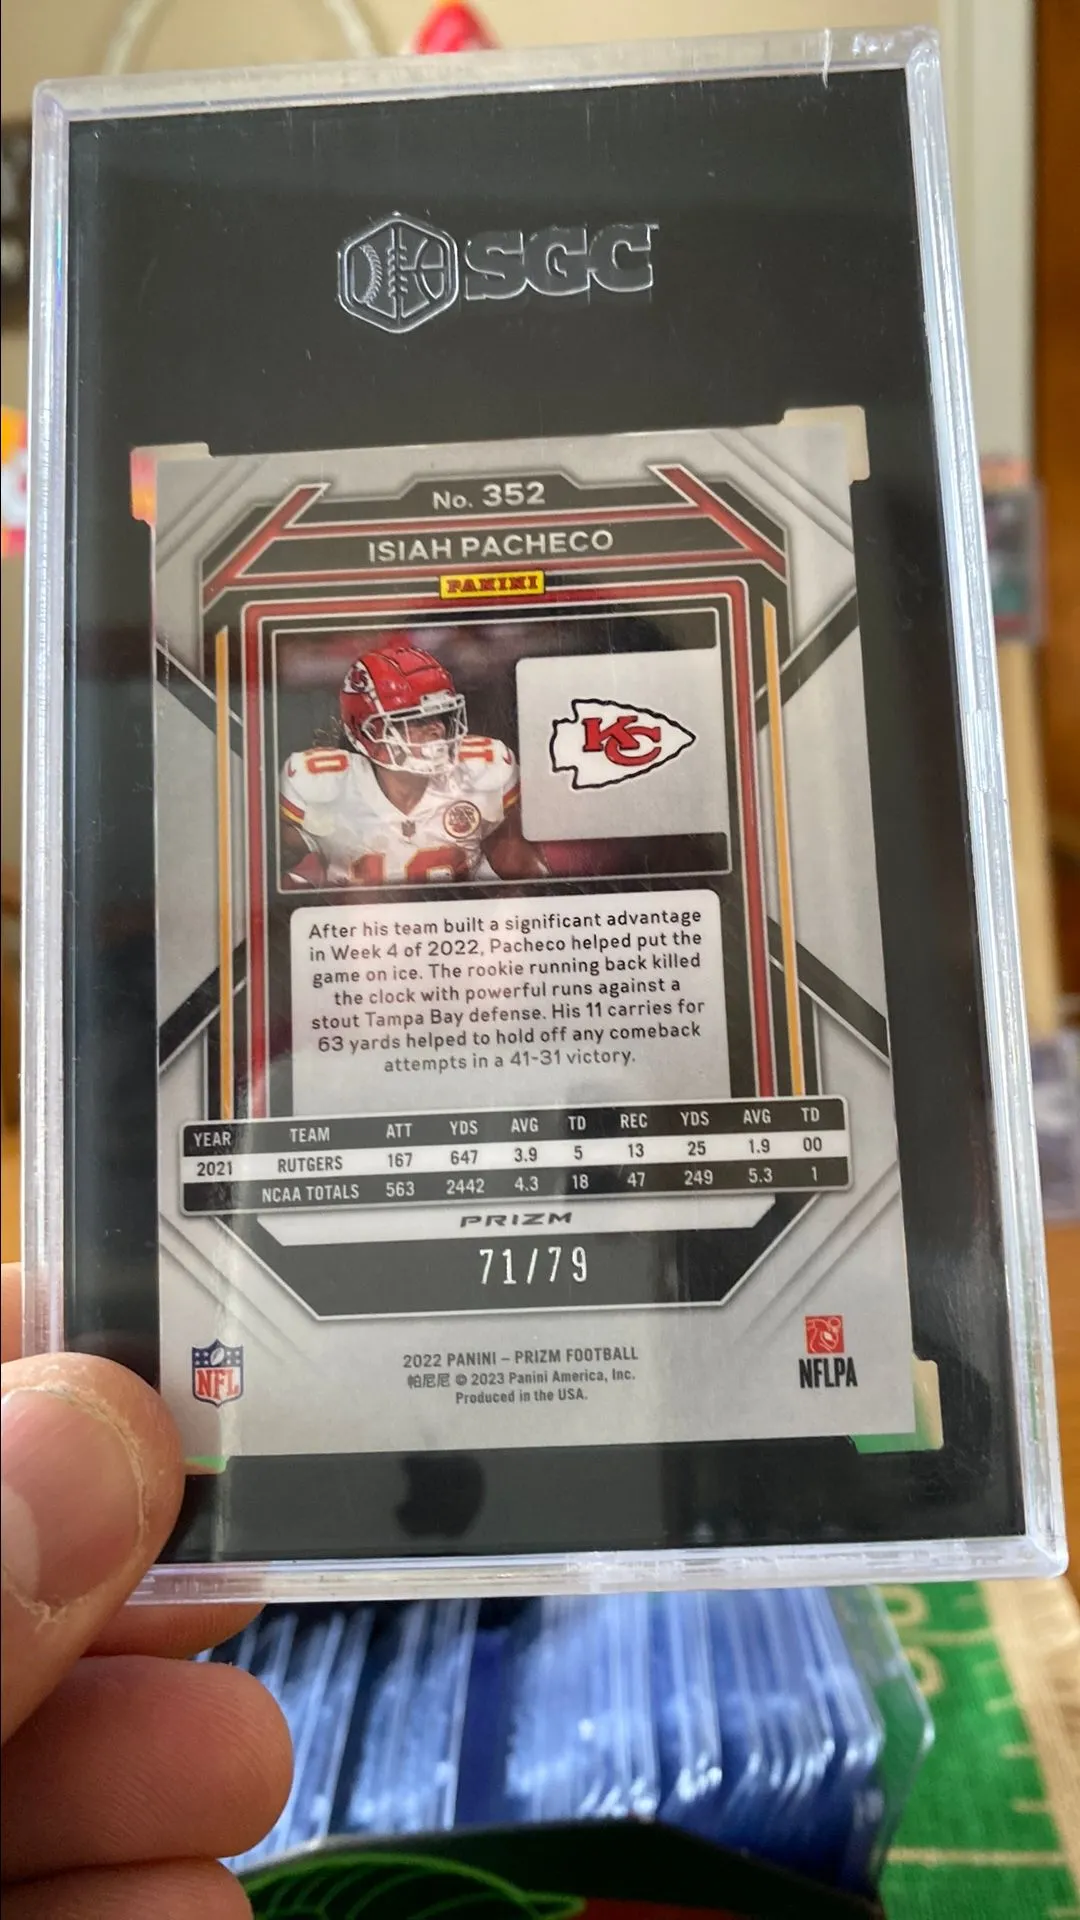 SGC
No. 352
ISIAH PACHECO
PANINI
KC
10
10
10
After his team built a significant advantage
in Week 4 of 2022, Pacheco helped put the
game on ice. The rookie running back killed
the clock with powerful runs against a
stout Tampa Bay defense. His 11 carries for
63 yards helped to hold off any comeback
attempts in a 41-31 victory.
YEAR TEAM ATT YDS AVG TD REC YDS AVG TD
2021 RUTGERS 167 647 3.9 5 13 25 1.9 00
NCAA TOTALS 563 2442 4.3 18 47 249 5.3 1
PRIZM
71/79
NFL
2022 PANINI – PRIZM FOOTBALL
帕尼尼 © 2023 Panini America, Inc.
Produced in the USA.
NFLPA